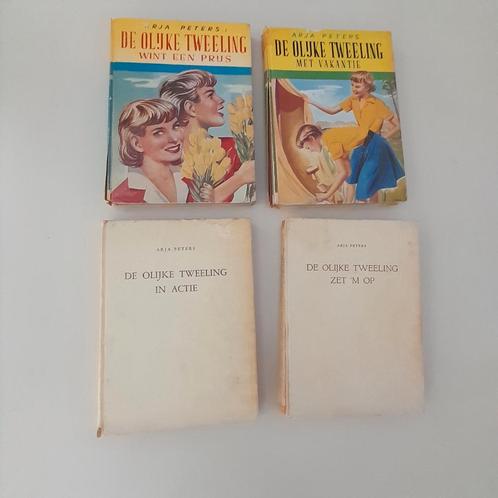 ARJA PETERS
DE OLIJKE TWEELING
WINT EEN PRIJS
ARJA PETERS
DE OLIJKE TWEELING
MET VAKANTIE
ARJA PETERS
DE OLIJKE TWEELING
IN ACTIE
ARJA PETERS
DE OLIJKE TWEELING
ZET 'M OP